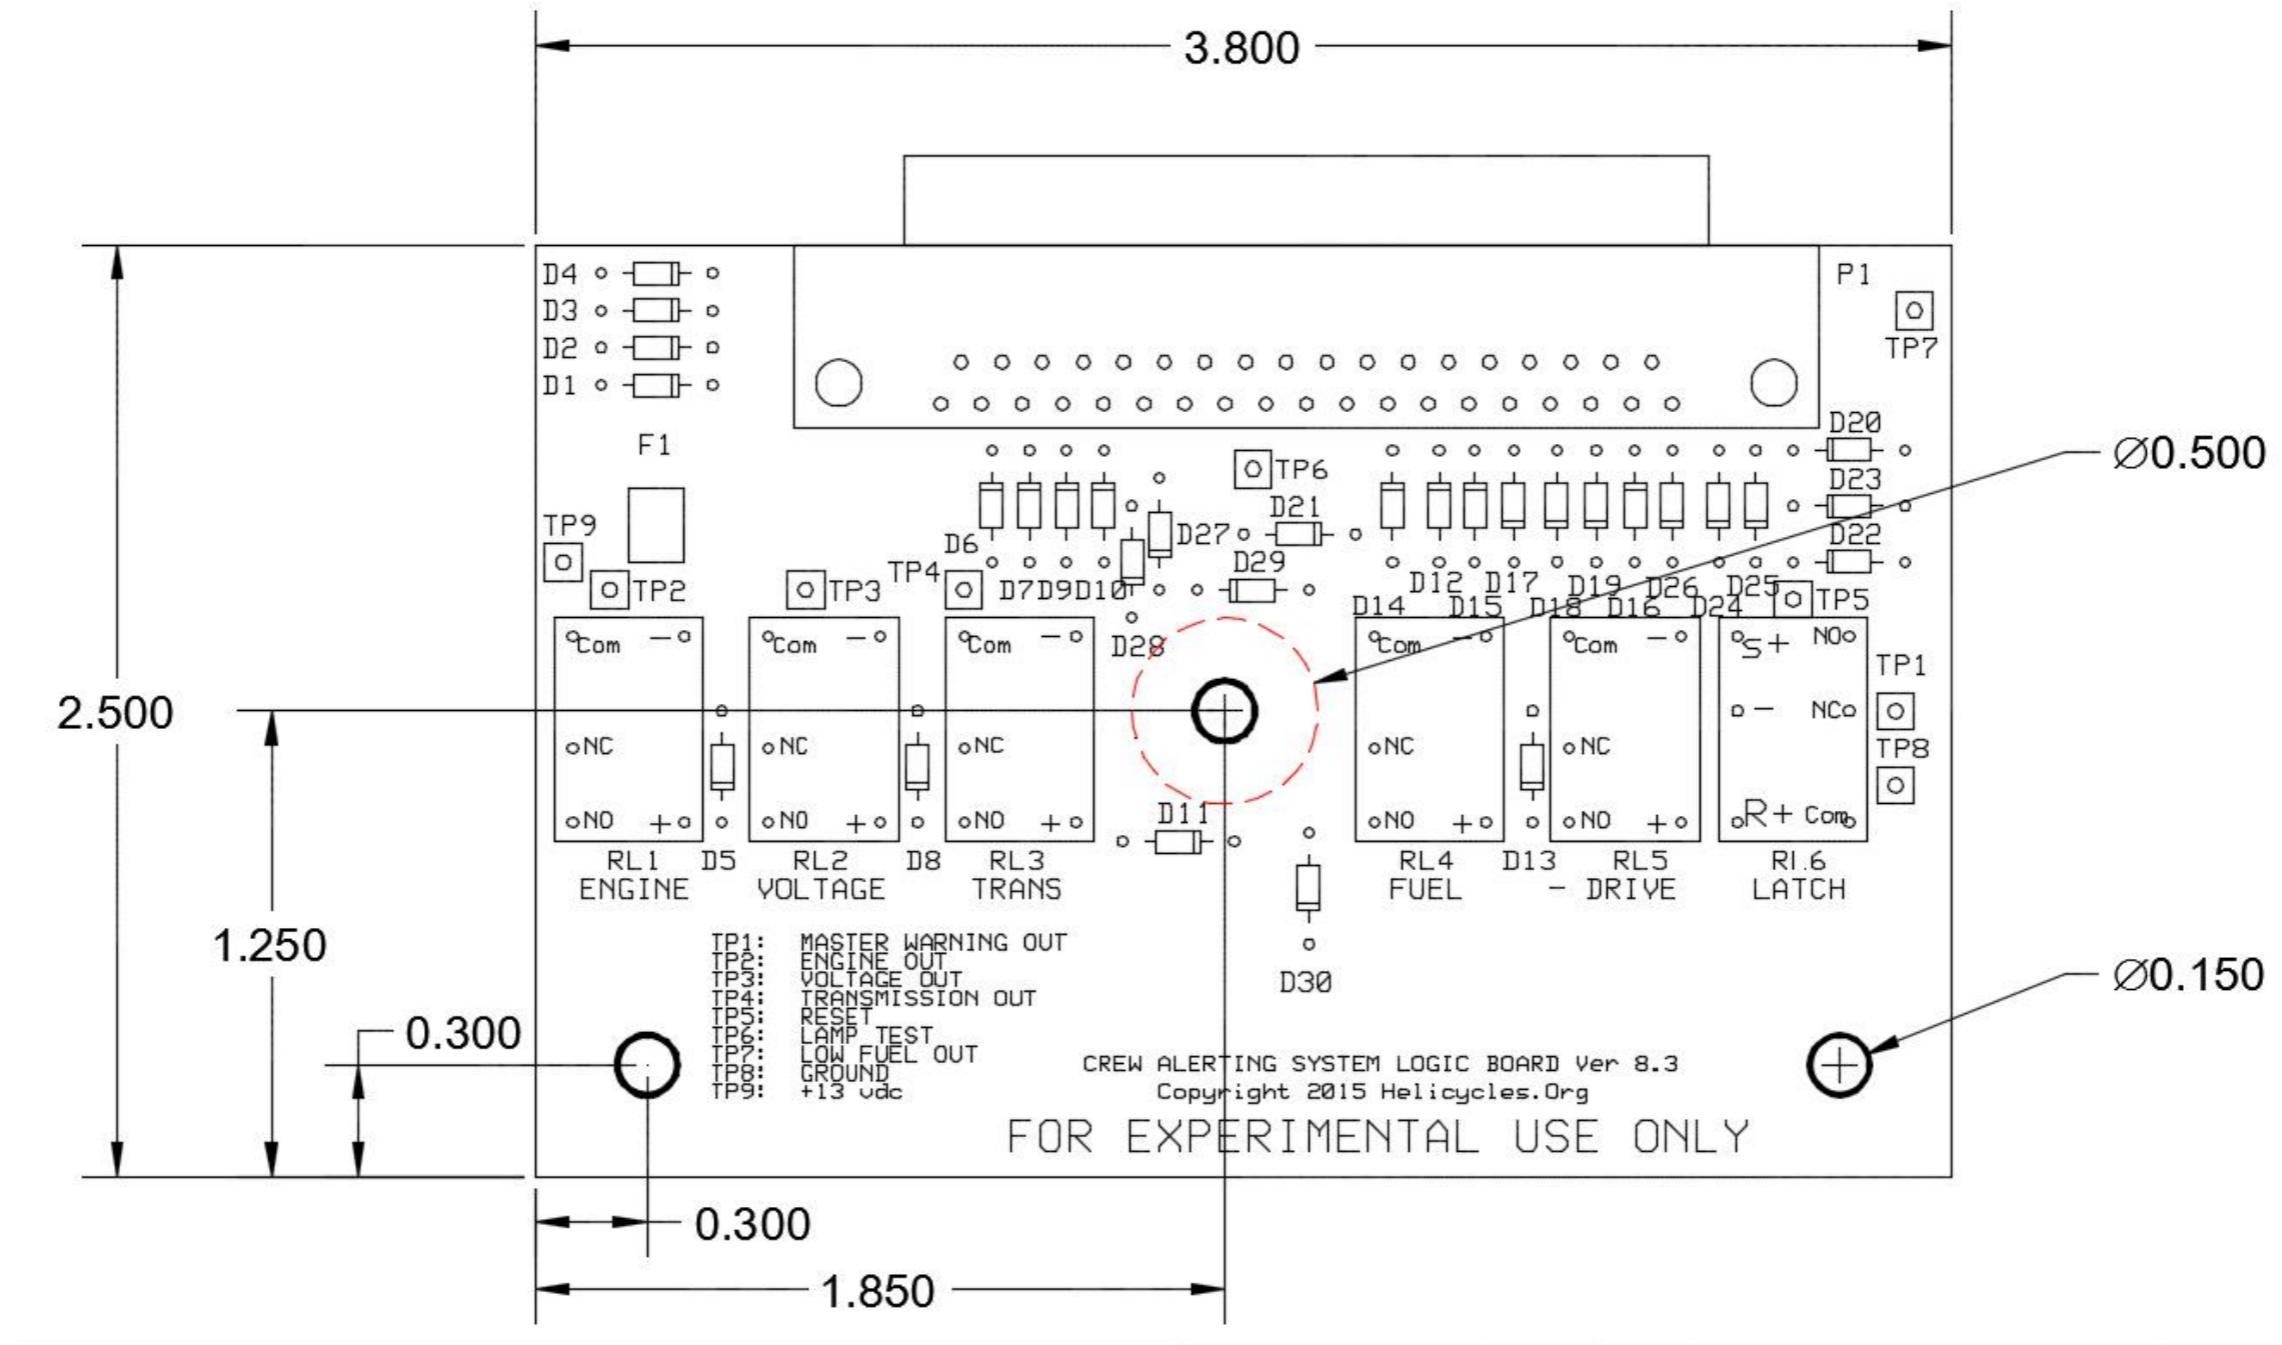 3.800
D4
P1
D3
D2
TP7
D1
D20
F1
Ø0.500
TP6
D23
D21
TP9
D27
D22
D6
D29
TP4
TP2
TP3
D7 D9 D10
D12 D17 D19 D26 D25
D14 D15 D18 D16 D24
TP5
D28
Com −
Com −
Com −
Com −
Com −
S+ NO
TP1
2.500
− NC
NC
NC
NC
NC
NC
TP8
D11
NO +
NO +
NO +
NO +
NO +
R+ Com
RL1 D5 RL2 D8 RL3 RL4 D13 RL5 RL6
ENGINE VOLTAGE TRANS FUEL - DRIVE LATCH
1.250
TP1: MASTER WARNING OUT
TP2: ENGINE OUT
TP3: VOLTAGE OUT
TP4: TRANSMISSION OUT
TP5: RESET
TP6: LAMP TEST
TP7: LOW FUEL OUT
TP8: GROUND
TP9: +13 vdc
D30
Ø0.150
0.300
CREW ALERTING SYSTEM LOGIC BOARD Ver 8.3
Copyright 2015 Helicycles.Org
FOR EXPERIMENTAL USE ONLY
0.300
1.850